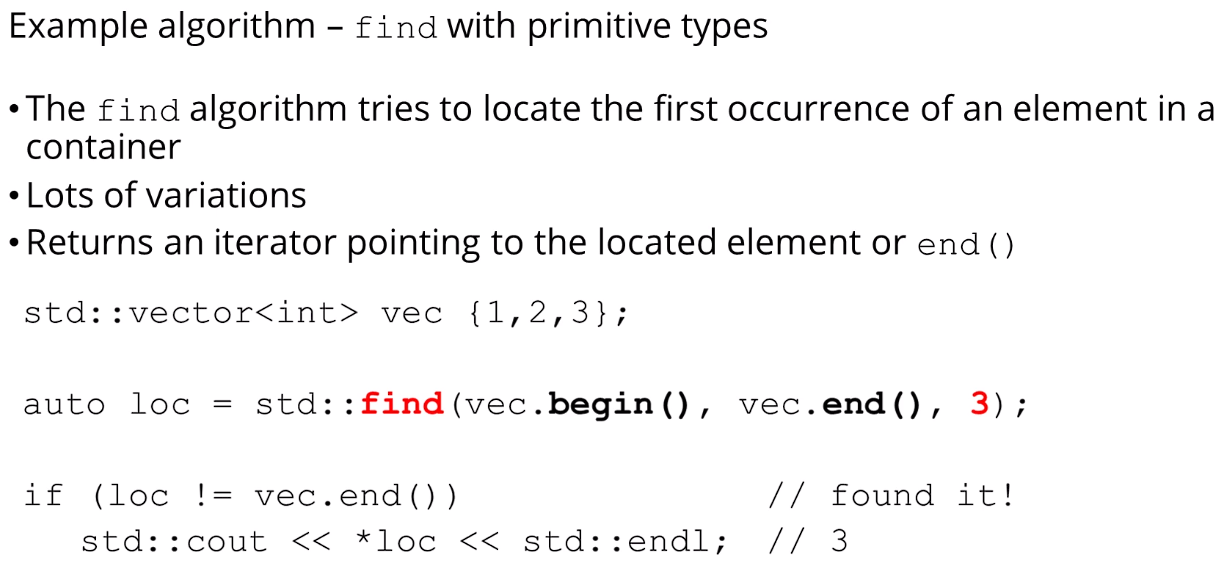 Example algorithm – find with primitive types
•The find algorithm tries to locate the first occurrence of an element in a
container
•Lots of variations
•Returns an iterator pointing to the located element or end()
std::vector<int> vec {1,2,3};
auto loc = std::find(vec.begin(), vec.end(), 3);
if (loc != vec.end()) // found it!
std::cout << *loc << std::endl; // 3